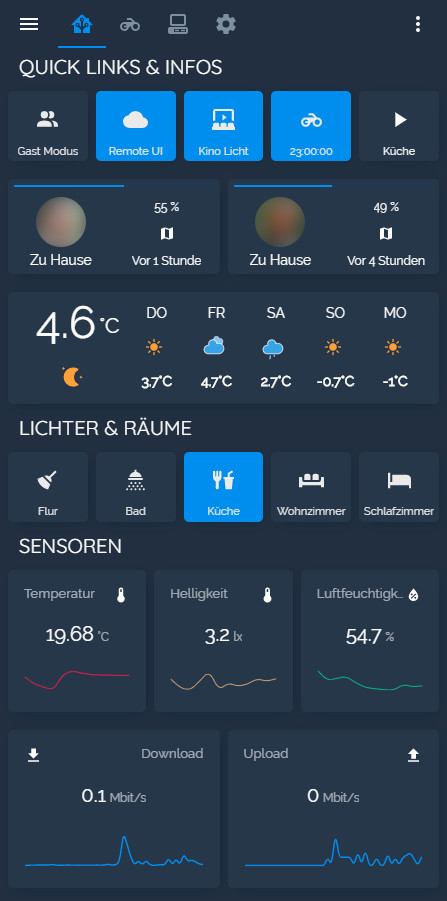 QUICK LINKS & INFOS
Gast Modus
Remote UI
Kino Licht
23:00:00
Küche
55 %
Zu Hause
Vor 1 Stunde
49 %
Zu Hause
Vor 4 Stunden
4.6 °C
DO FR SA SO MO
3.7°C 4.7°C 2.7°C -0.7°C -1°C
LICHTER & RÄUME
Flur
Bad
Küche
Wohnzimmer
Schlafzimmer
SENSOREN
Temperatur
19.68 °C
Helligkeit
3.2 lx
Luftfeuchtigk...
54.7 %
Download
0.1 Mbit/s
Upload
0 Mbit/s